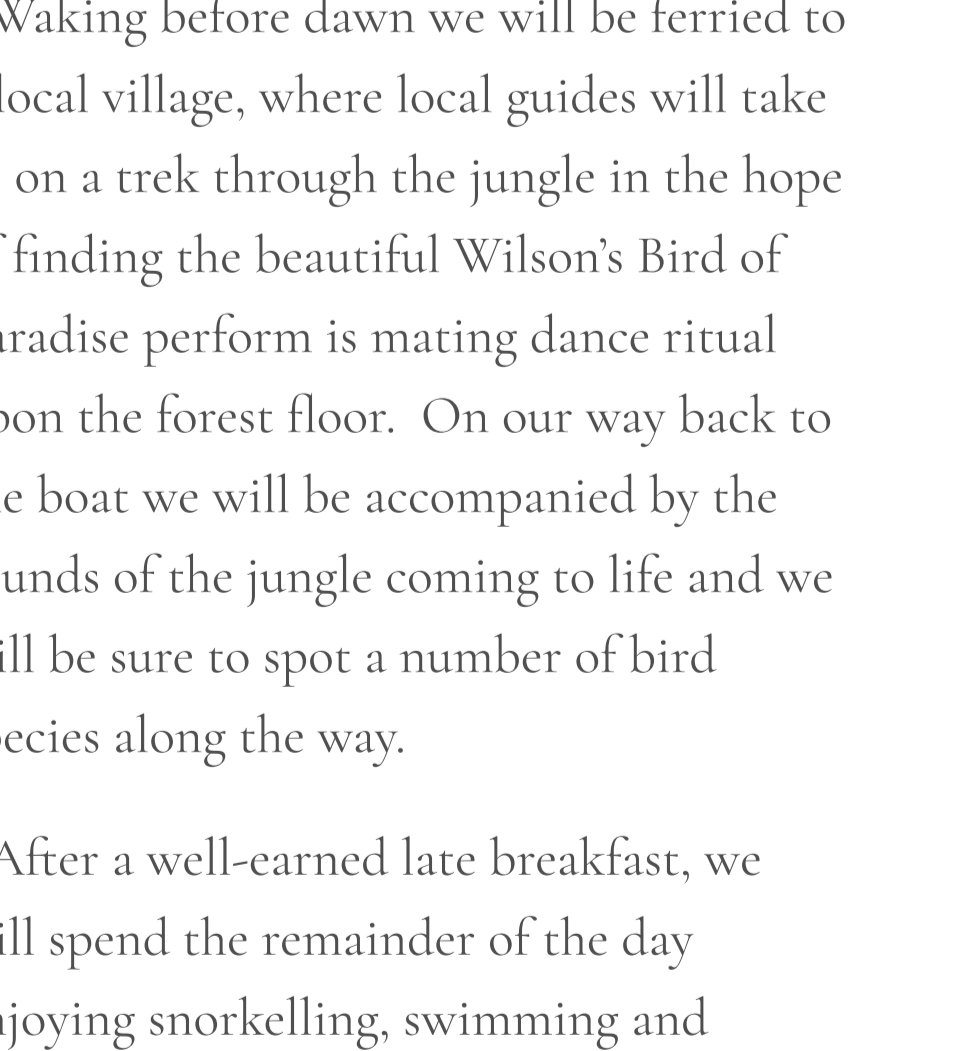 Waking before dawn we will be ferried to
local village, where local guides will take
on a trek through the jungle in the hope
finding the beautiful Wilson’s Bird of
aradise perform is mating dance ritual
pon the forest floor.  On our way back to
e boat we will be accompanied by the
unds of the jungle coming to life and we
ill be sure to spot a number of bird
pecies along the way.
After a well-earned late breakfast, we
ill spend the remainder of the day
njoying snorkelling, swimming and